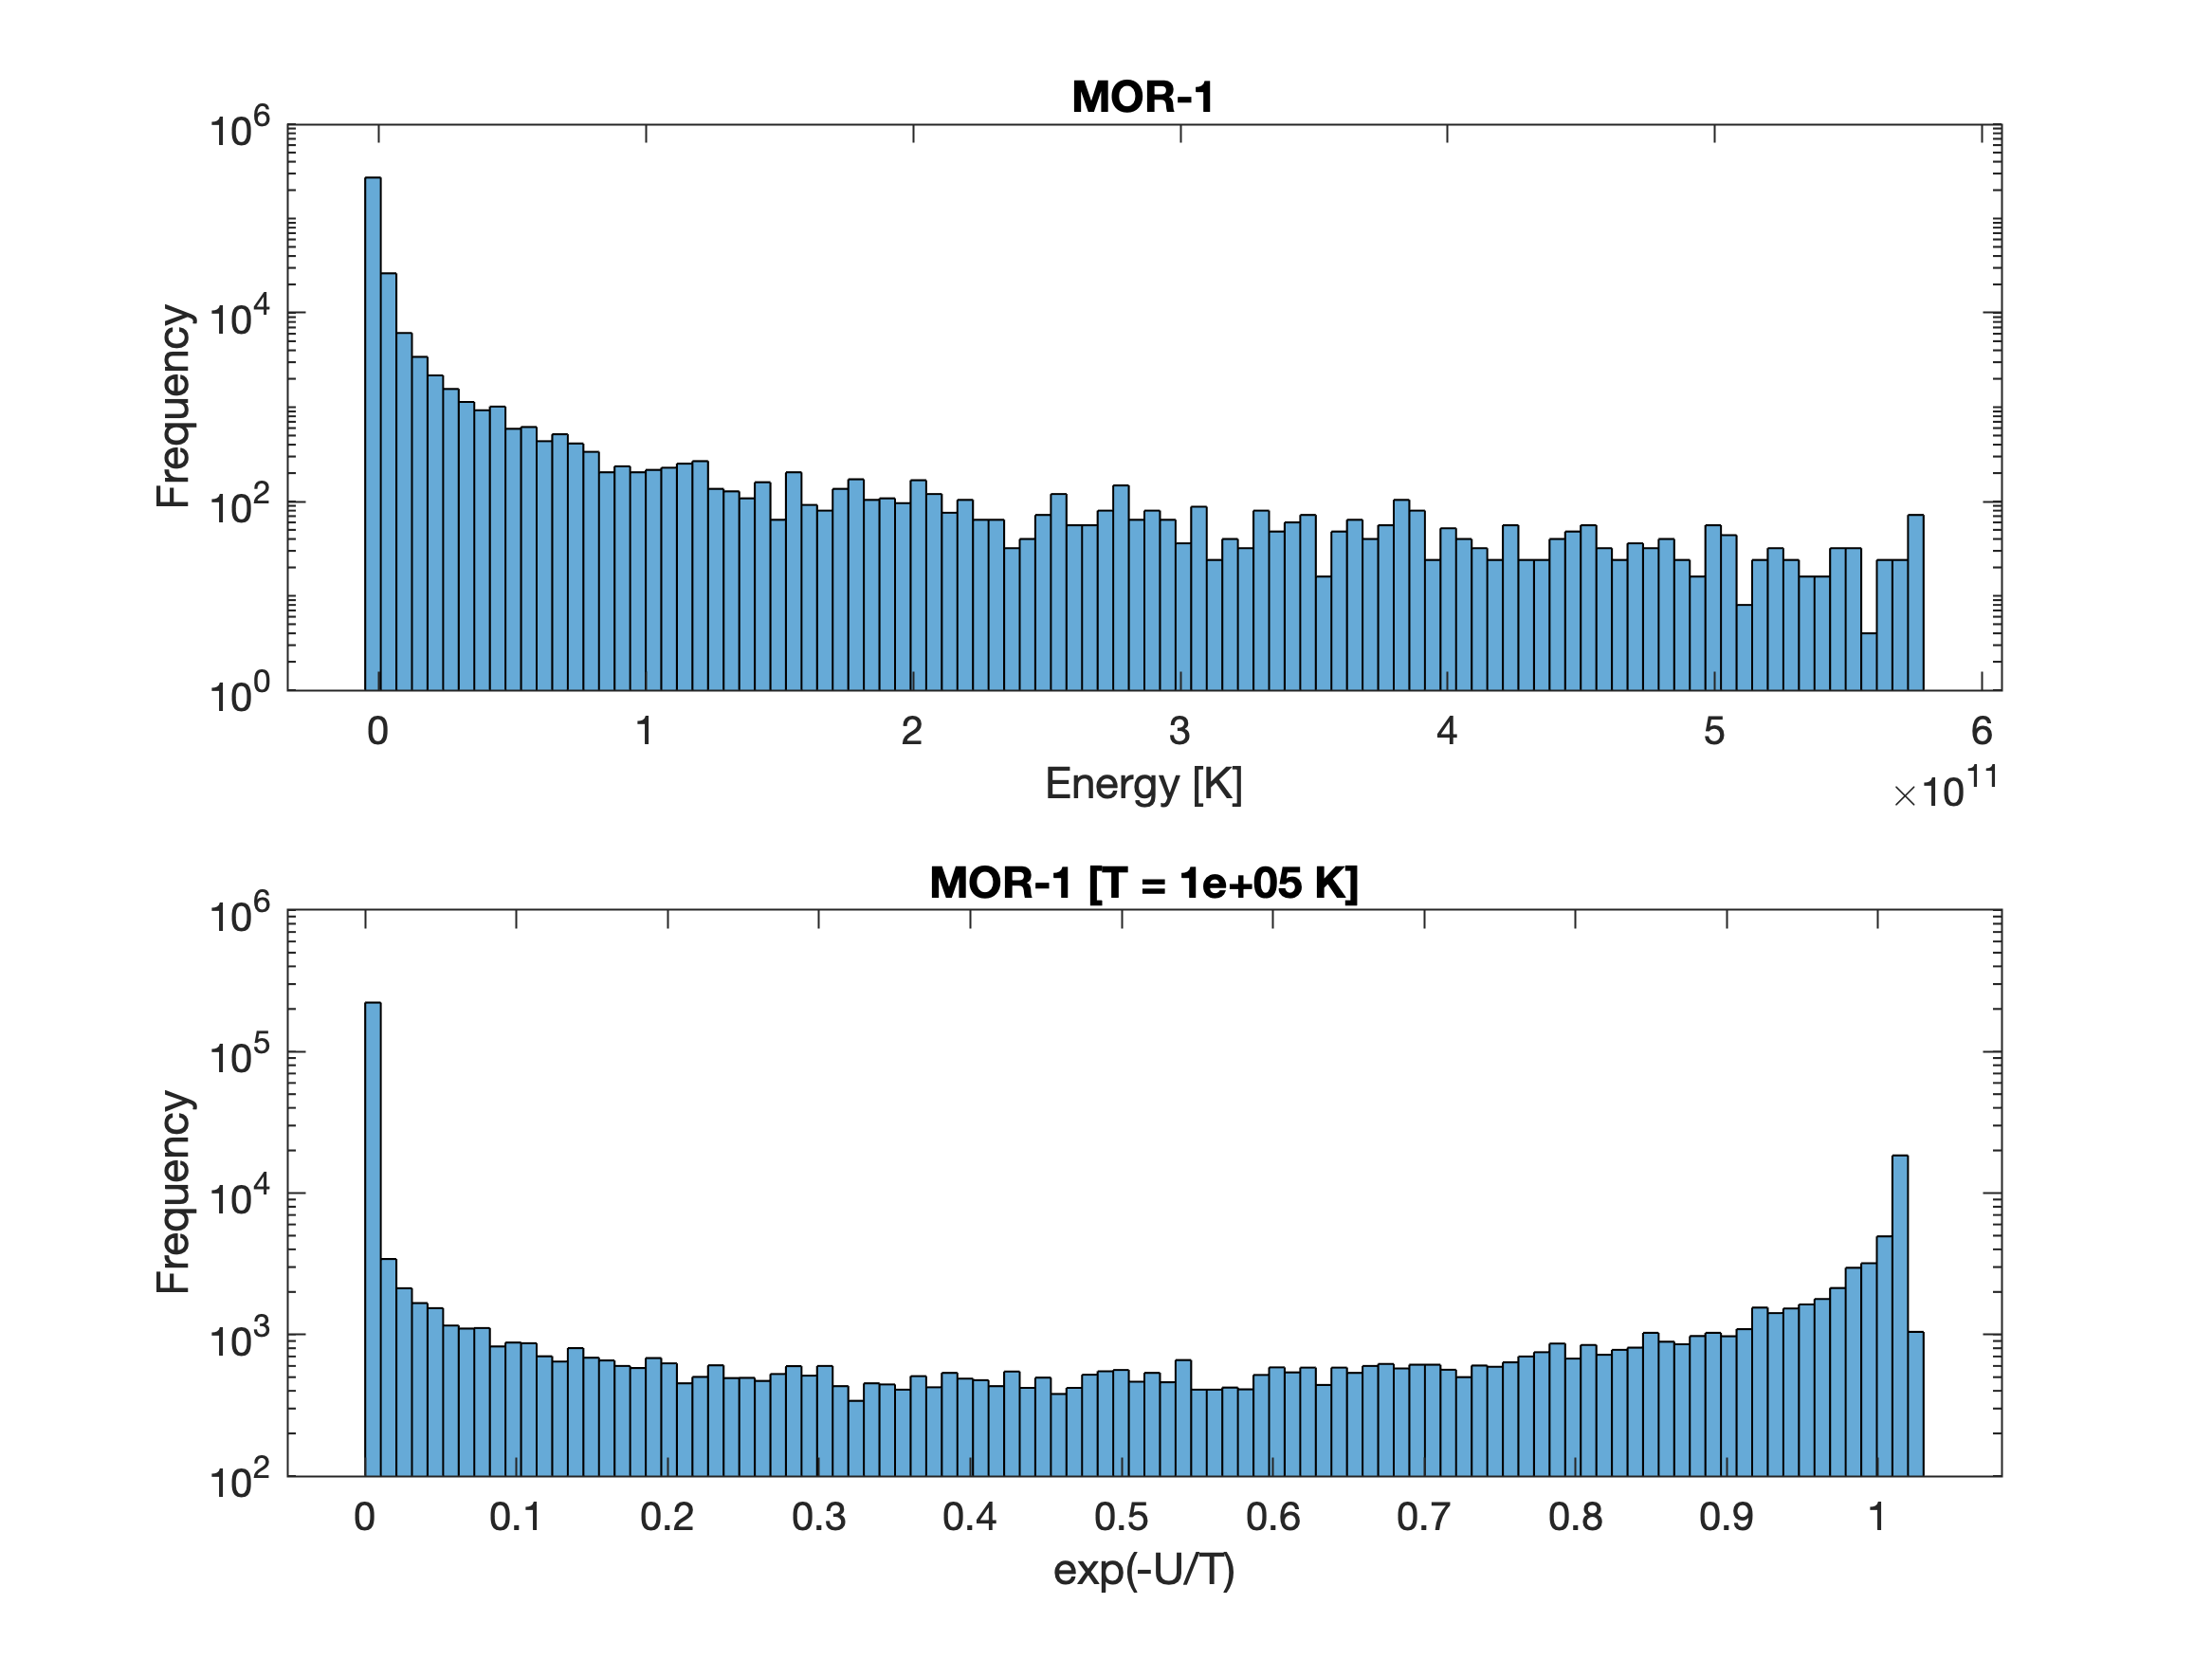 MOR-1
10^6
10^4
10^2
10^0
Frequency
0 1 2 3 4 5 6
×10^11
Energy [K]
MOR-1 [T = 1e+05 K]
10^6
10^5
10^4
10^3
10^2
Frequency
0 0.1 0.2 0.3 0.4 0.5 0.6 0.7 0.8 0.9 1
exp(-U/T)